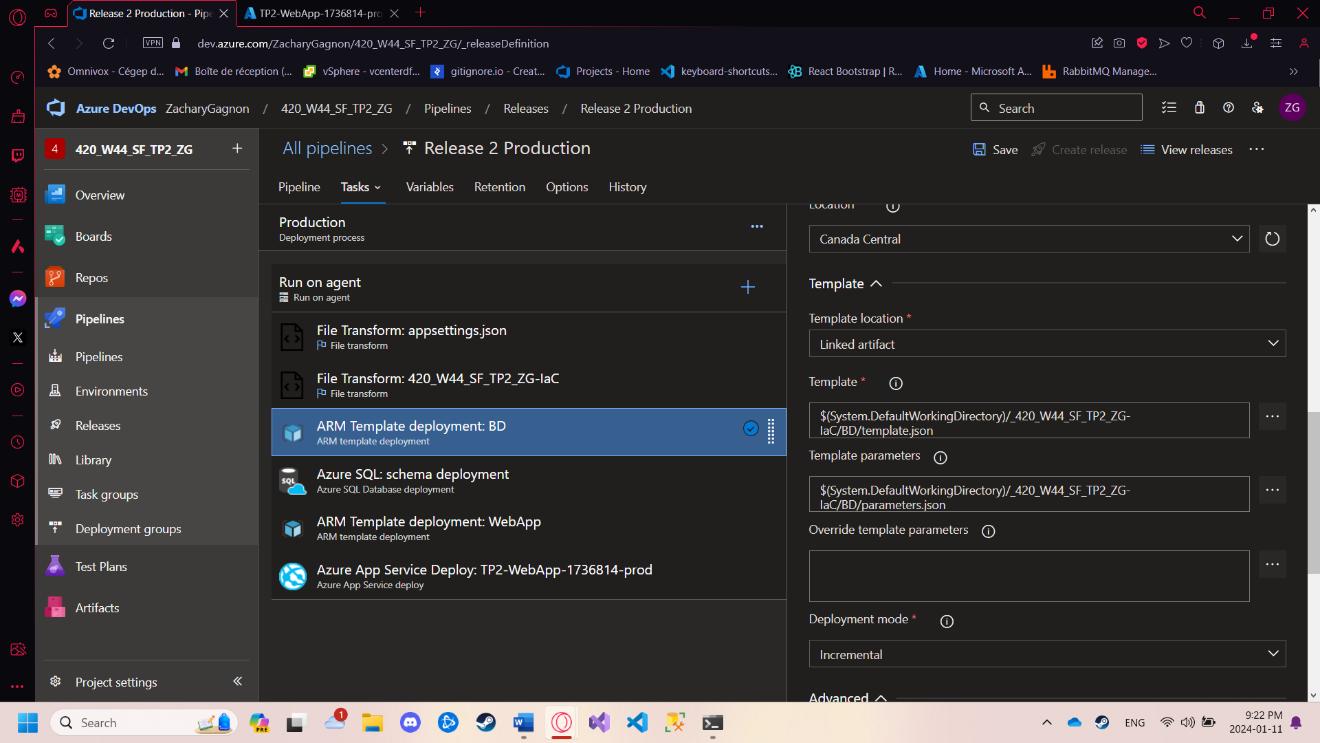 Release 2 Production - Pip
TP2-WebApp-1736814-pro
VPN
dev.azure.com/ZacharyGagnon/420_W44_SF_TP2_ZG/_releaseDefinition
Omnivox - Cégep d...
Boîte de réception (...
vSphere - vcenterdf...
gitignore.io - Creat...
Projects - Home
keyboard-shortcuts...
React Bootstrap | R...
Home - Microsoft A...
RabbitMQ Manage...
Azure DevOps
ZacharyGagnon / 420_W44_SF_TP2_ZG / Pipelines / Releases / Release 2 Production
Search
ZG
4
420_W44_SF_TP2_ZG
Overview
Boards
Repos
Pipelines
Pipelines
Environments
Releases
Library
Task groups
Deployment groups
Test Plans
Artifacts
Project settings
All pipelines > Release 2 Production
Save
Create release
View releases
Pipeline
Tasks
Variables
Retention
Options
History
Production
Deployment process
Run on agent
Run on agent
File Transform: appsettings.json
File transform
File Transform: 420_W44_SF_TP2_ZG-IaC
File transform
ARM Template deployment: BD
ARM template deployment
Azure SQL: schema deployment
Azure SQL Database deployment
SQL
ARM Template deployment: WebApp
ARM template deployment
Azure App Service Deploy: TP2-WebApp-1736814-prod
Azure App Service deploy
Location
Canada Central
Template
Template location *
Linked artifact
Template *
$(System.DefaultWorkingDirectory)/_420_W44_SF_TP2_ZG-
IaC/BD/template.json
Template parameters
$(System.DefaultWorkingDirectory)/_420_W44_SF_TP2_ZG-
IaC/BD/parameters.json
Override template parameters
Deployment mode *
Incremental
Advanced
Search
PRE
1
ENG
9:22 PM
2024-01-11